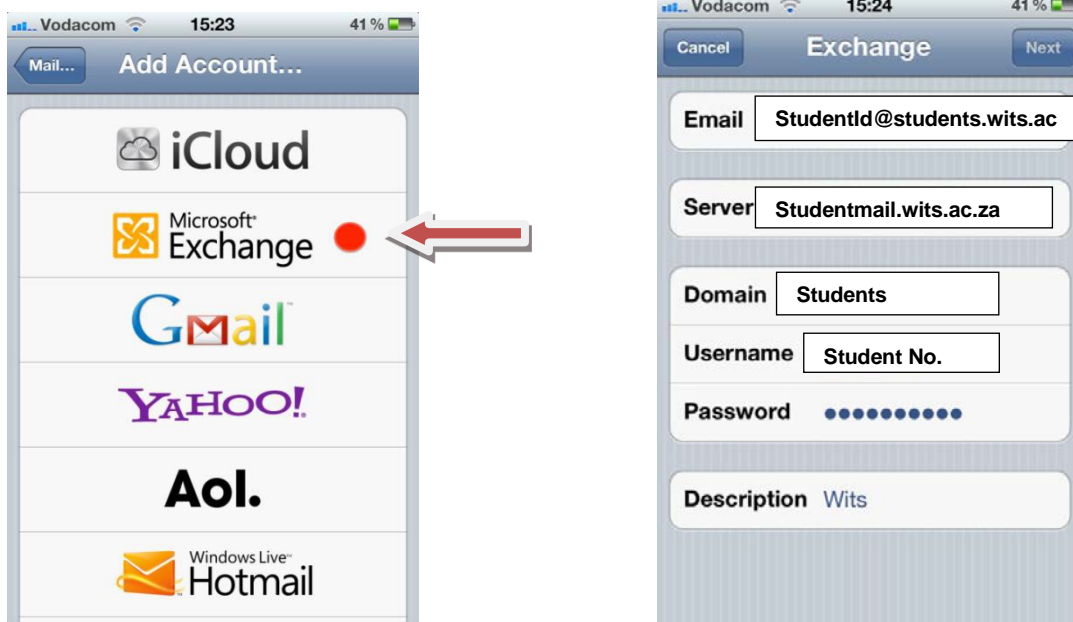 Vodacom 15:23 41 %
Mail... Add Account...
iCloud
Microsoft®
Exchange
GMail™
YAHOO!
Aol.
Windows Live™
Hotmail
Vodacom 15:24 41 %
Cancel Exchange Next
Email StudentId@students.wits.ac
Server Studentmail.wits.ac.za
Domain Students
Username Student No.
Password ●●●●●●●●●●
Description Wits